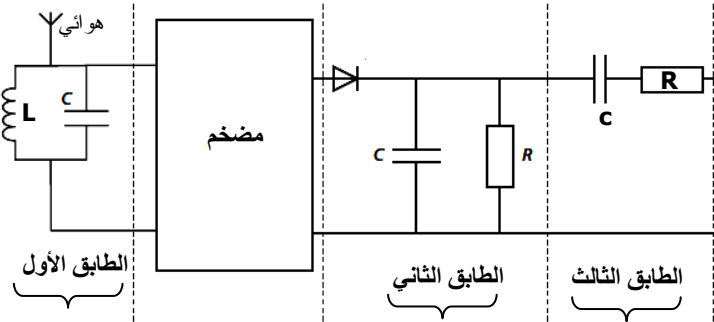 هوائي
L
C
مضخم
C
R
C
R
الطابق الأول
الطابق الثاني
الطابق الثالث